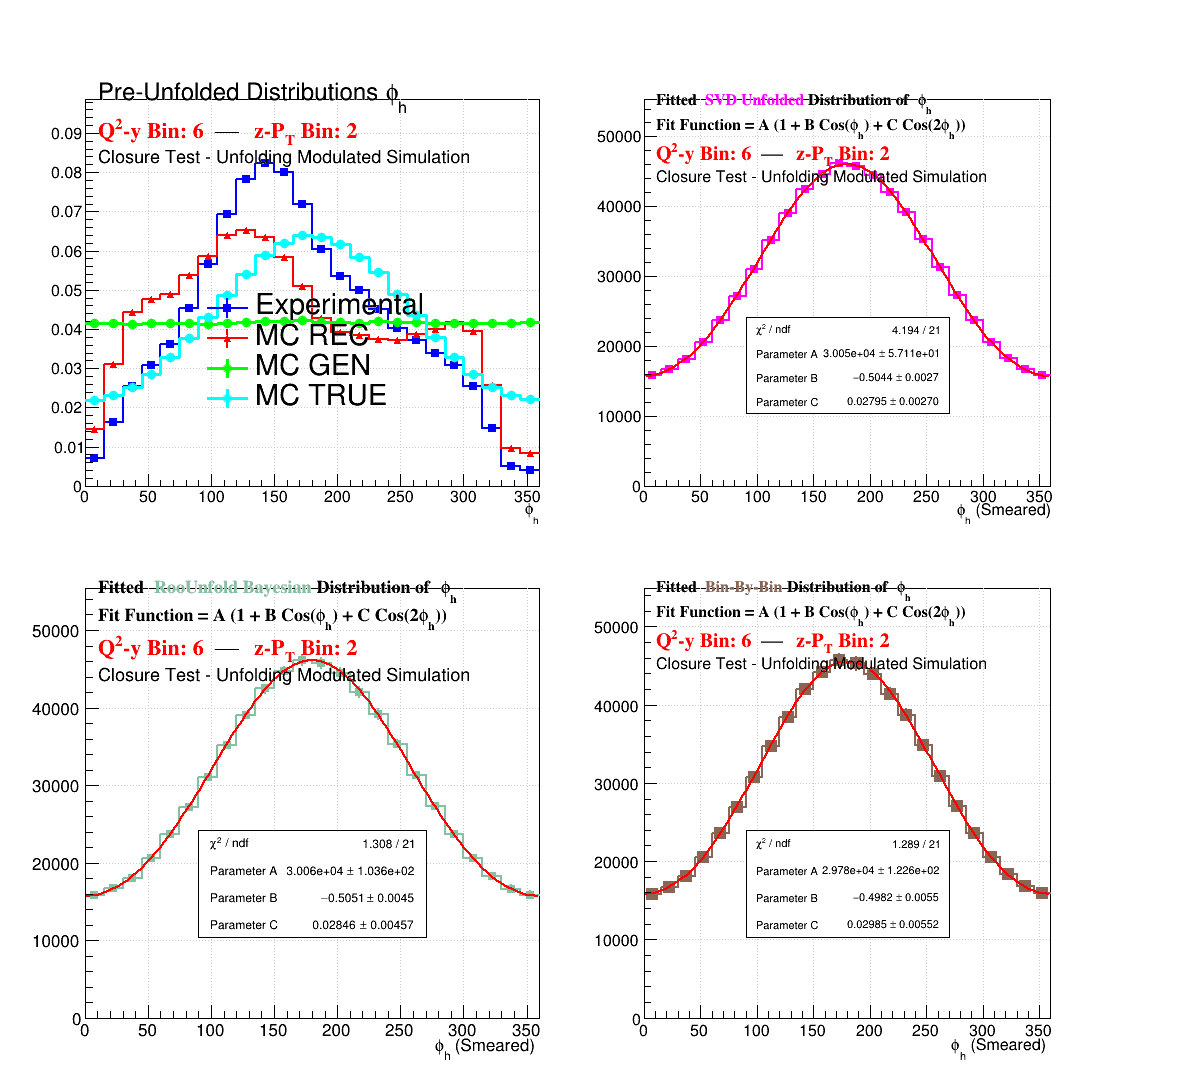 Pre-Unfolded Distributions ϕh
Q²-y Bin: 6 — z-PT Bin: 2
Closure Test - Unfolding Modulated Simulation
0.09
0.08
0.07
0.06
0.05
0.04
0.03
0.02
0.01
0
Experimental
MC REC
MC GEN
MC TRUE
0 50 100 150 200 250 300 350
ϕh
Fitted SVD Unfolded Distribution of ϕh
Fit Function = A (1 + B Cos(ϕh) + C Cos(2ϕh))
Q²-y Bin: 6 — z-PT Bin: 2
Closure Test - Unfolding Modulated Simulation
50000
40000
30000
20000
10000
0
χ² / ndf 4.194 / 21
Parameter A 3.005e+04 ± 5.711e+01
Parameter B −0.5044 ± 0.0027
Parameter C 0.02795 ± 0.00270
0 50 100 150 200 250 300 350
ϕh (Smeared)
Fitted RooUnfold Bayesian Distribution of ϕh
Fit Function = A (1 + B Cos(ϕh) + C Cos(2ϕh))
Q²-y Bin: 6 — z-PT Bin: 2
Closure Test - Unfolding Modulated Simulation
50000
40000
30000
20000
10000
0
χ² / ndf 1.308 / 21
Parameter A 3.006e+04 ± 1.036e+02
Parameter B −0.5051 ± 0.0045
Parameter C 0.02846 ± 0.00457
0 50 100 150 200 250 300 350
ϕh (Smeared)
Fitted Bin-By-Bin Distribution of ϕh
Fit Function = A (1 + B Cos(ϕh) + C Cos(2ϕh))
Q²-y Bin: 6 — z-PT Bin: 2
Closure Test - Unfolding Modulated Simulation
50000
40000
30000
20000
10000
0
χ² / ndf 1.289 / 21
Parameter A 2.978e+04 ± 1.226e+02
Parameter B −0.4982 ± 0.0055
Parameter C 0.02985 ± 0.00552
0 50 100 150 200 250 300 350
ϕh (Smeared)